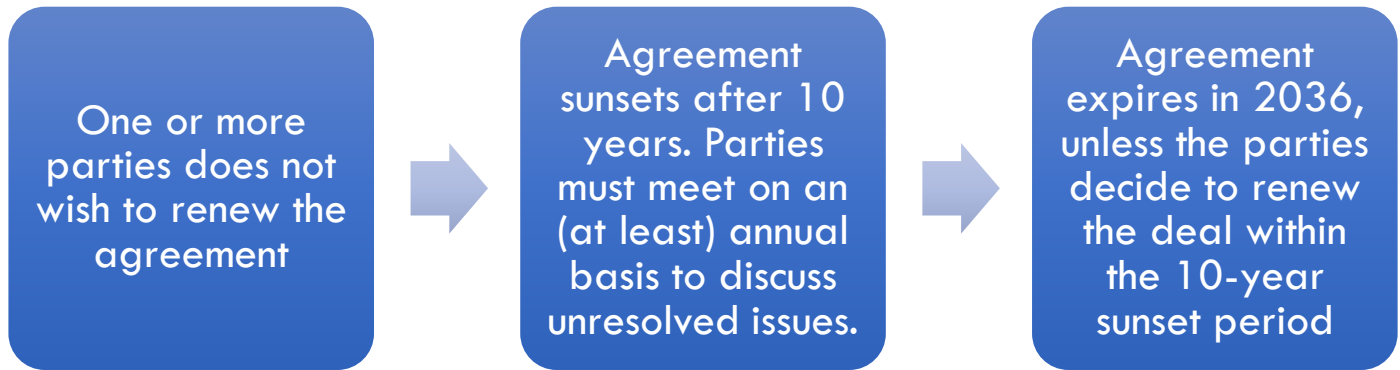 One or more
parties does not
wish to renew the
agreement
Agreement
sunsets after 10
years. Parties
must meet on an
(at least) annual
basis to discuss
unresolved issues.
Agreement
expires in 2036,
unless the parties
decide to renew
the deal within
the 10-year
sunset period